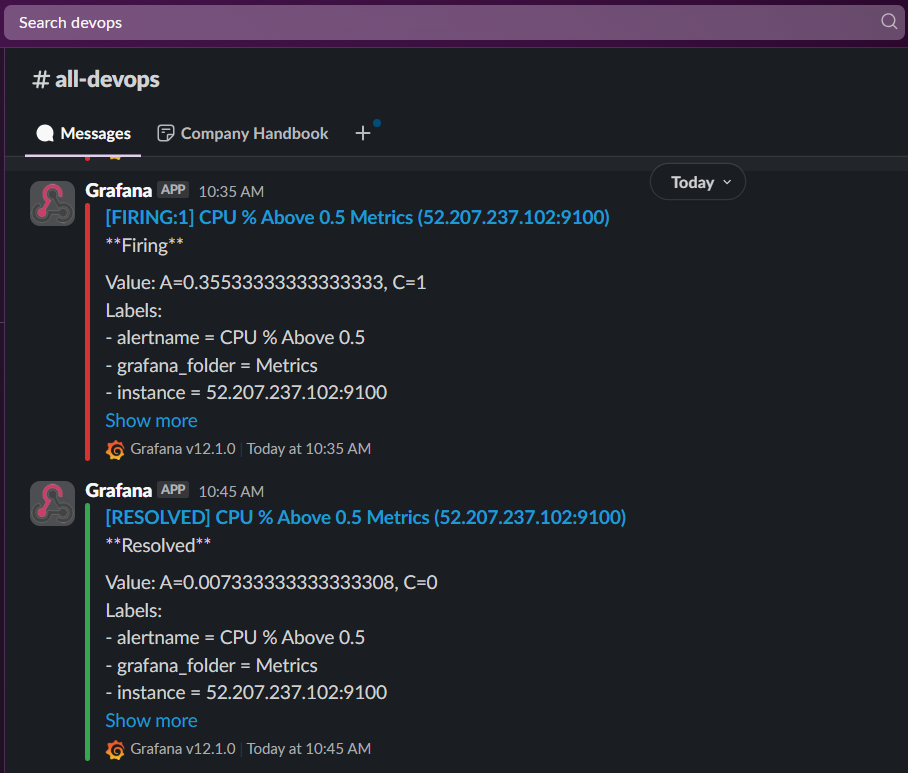 Search devops
# all-devops
Messages Company Handbook +
Today
Grafana APP 10:35 AM
[FIRING:1] CPU % Above 0.5 Metrics (52.207.237.102:9100)
**Firing**
Value: A=0.35533333333333333, C=1
Labels:
- alertname = CPU % Above 0.5
- grafana_folder = Metrics
- instance = 52.207.237.102:9100
Show more
Grafana v12.1.0 | Today at 10:35 AM
Grafana APP 10:45 AM
[RESOLVED] CPU % Above 0.5 Metrics (52.207.237.102:9100)
**Resolved**
Value: A=0.007333333333333308, C=0
Labels:
- alertname = CPU % Above 0.5
- grafana_folder = Metrics
- instance = 52.207.237.102:9100
Show more
Grafana v12.1.0 | Today at 10:45 AM